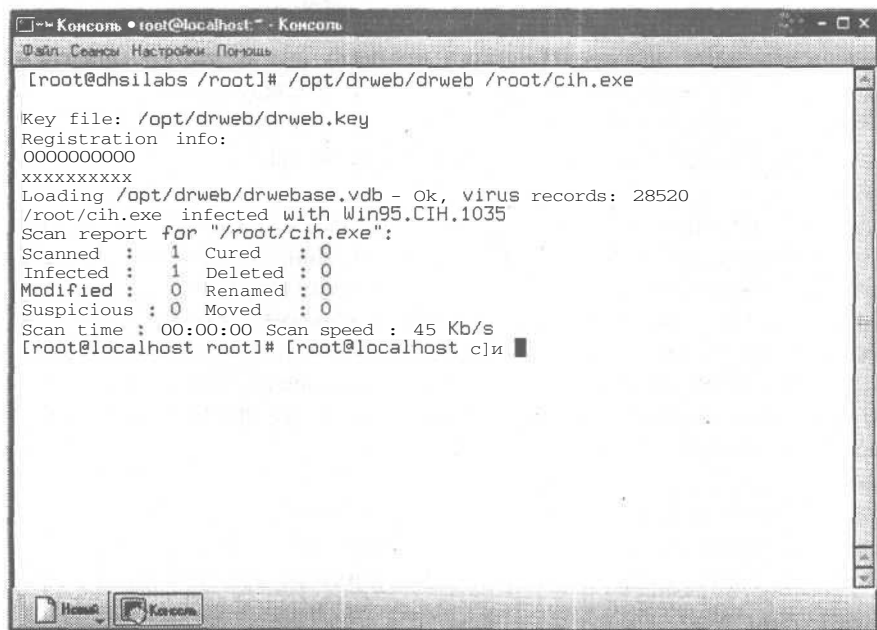 Консоль • root@localhost:~ - Консоль
Файл Сеансы Настройки Помощь
[root@dhsilabs /root]# /opt/drweb/drweb /root/cih.exe
Key file: /opt/drweb/drweb.key
Registration info:
0000000000
xxxxxxxxxx
Loading /opt/drweb/drwebase.vdb - Ok, virus records: 28520
/root/cih.exe infected with Win95.CIH.1035
Scan report for "/root/cih.exe":
Scanned : 1 Cured : 0
Infected : 1 Deleted : 0
Modified : 0 Renamed : 0
Suspicious : 0 Moved : 0
Scan time : 00:00:00 Scan speed : 45 Kb/s
[root@localhost root]# [root@localhost с]и
Новый Консоль